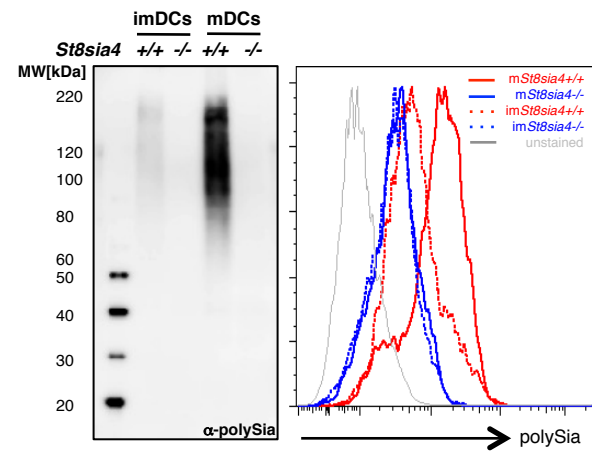 imDCs mDCs
St8sia4 +/+ -/- +/+ -/-
MW[kDa]
220
120
100
80
60
50
40
30
20
α-polySia
mSt8sia4+/+
mSt8sia4-/-
imSt8sia4+/+
imSt8sia4-/-
unstained
polySia